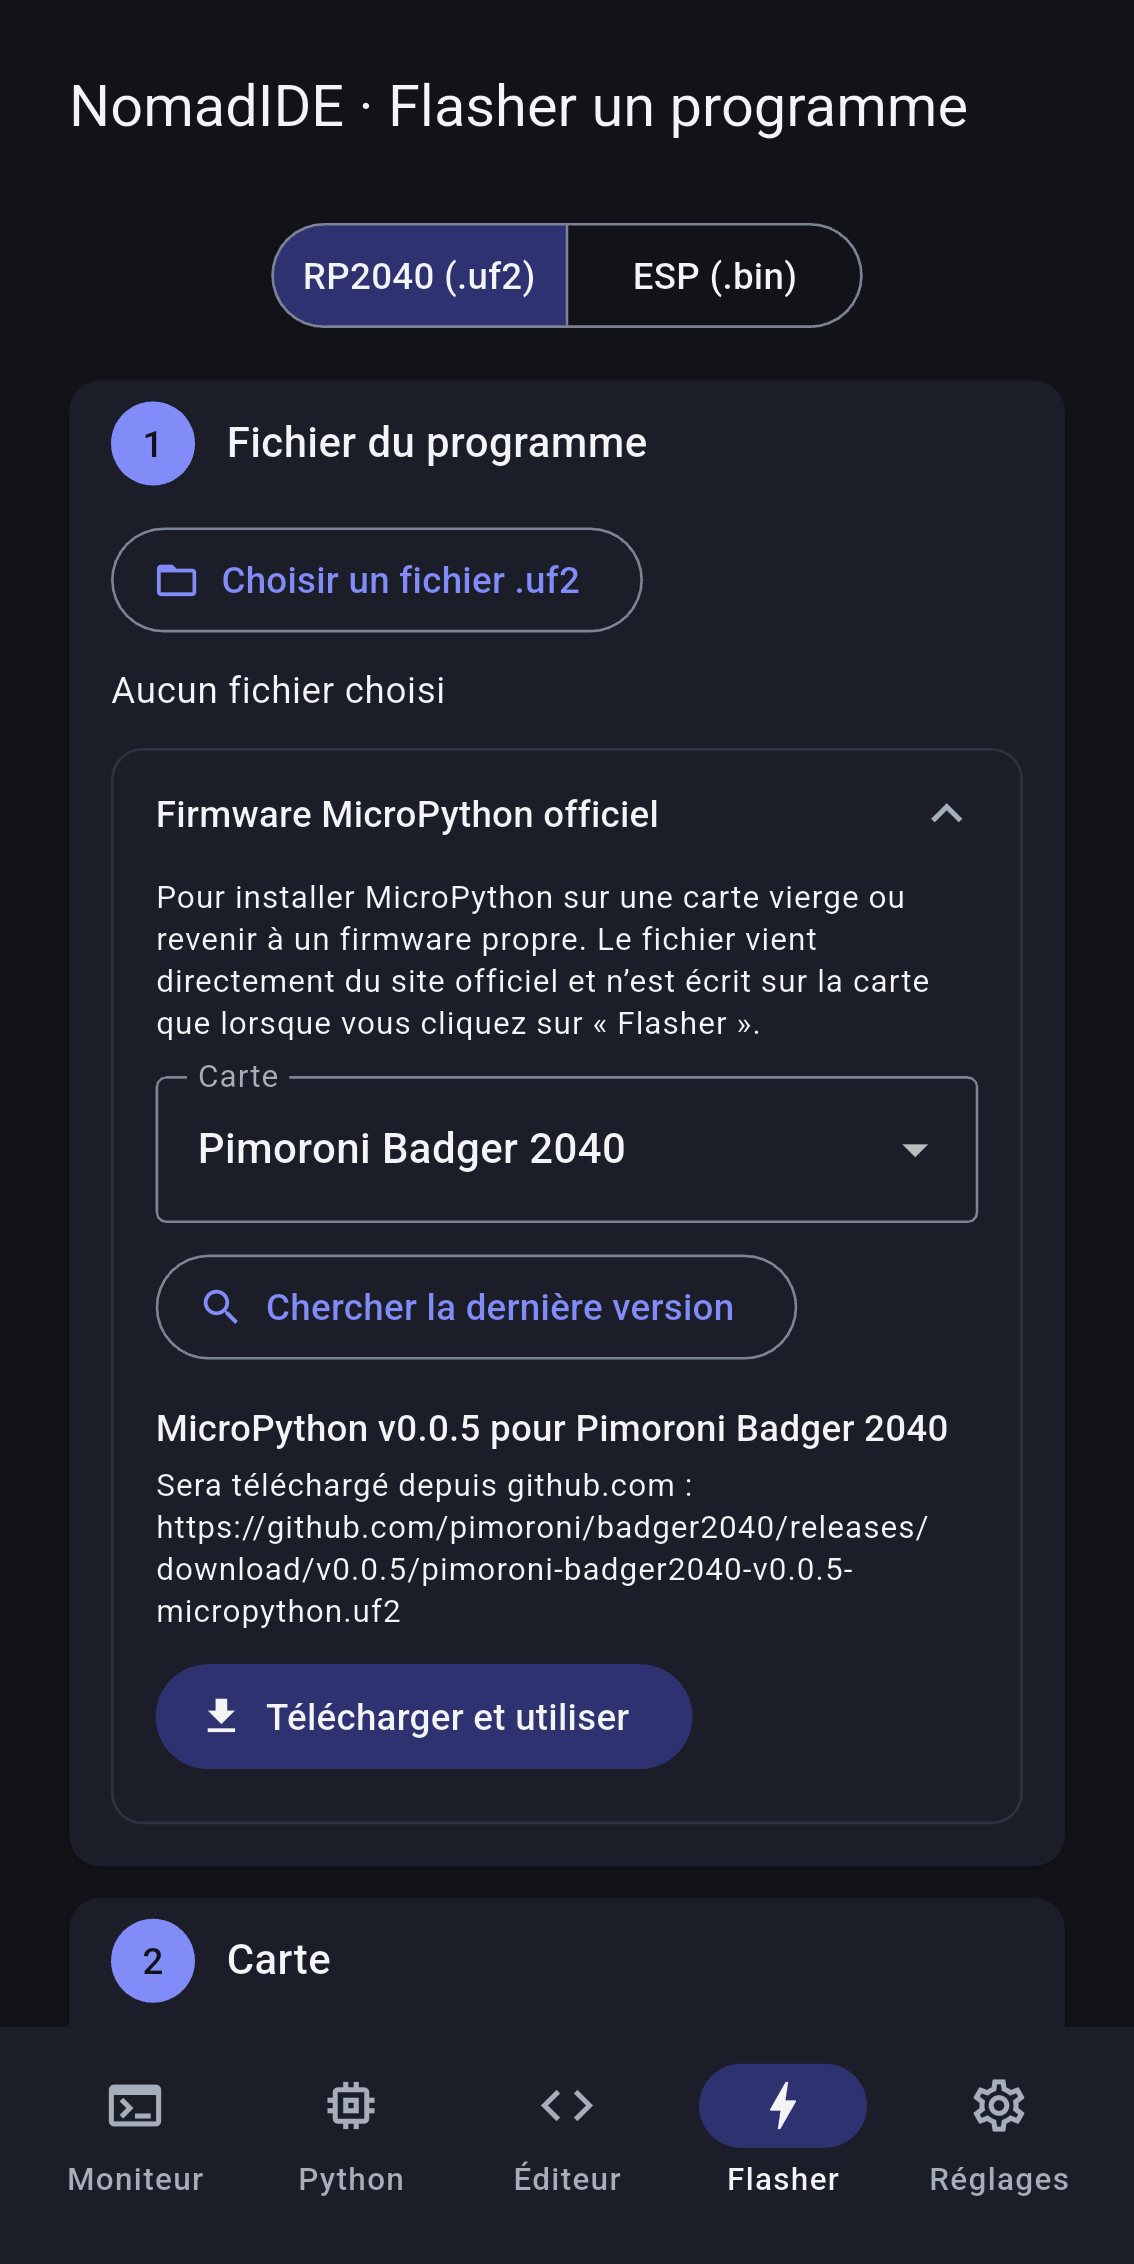 NomadIDE · Flasher un programme
RP2040 (.uf2)
ESP (.bin)
1
Fichier du programme
Choisir un fichier .uf2
Aucun fichier choisi
Firmware MicroPython officiel
Pour installer MicroPython sur une carte vierge ou
revenir à un firmware propre. Le fichier vient
directement du site officiel et n’est écrit sur la carte
que lorsque vous cliquez sur « Flasher ».
Carte
Pimoroni Badger 2040
Chercher la dernière version
MicroPython v0.0.5 pour Pimoroni Badger 2040
Sera téléchargé depuis github.com :
https://github.com/pimoroni/badger2040/releases/
download/v0.0.5/pimoroni-badger2040-v0.0.5-
micropython.uf2
Télécharger et utiliser
2
Carte
Moniteur
Python
Éditeur
Flasher
Réglages